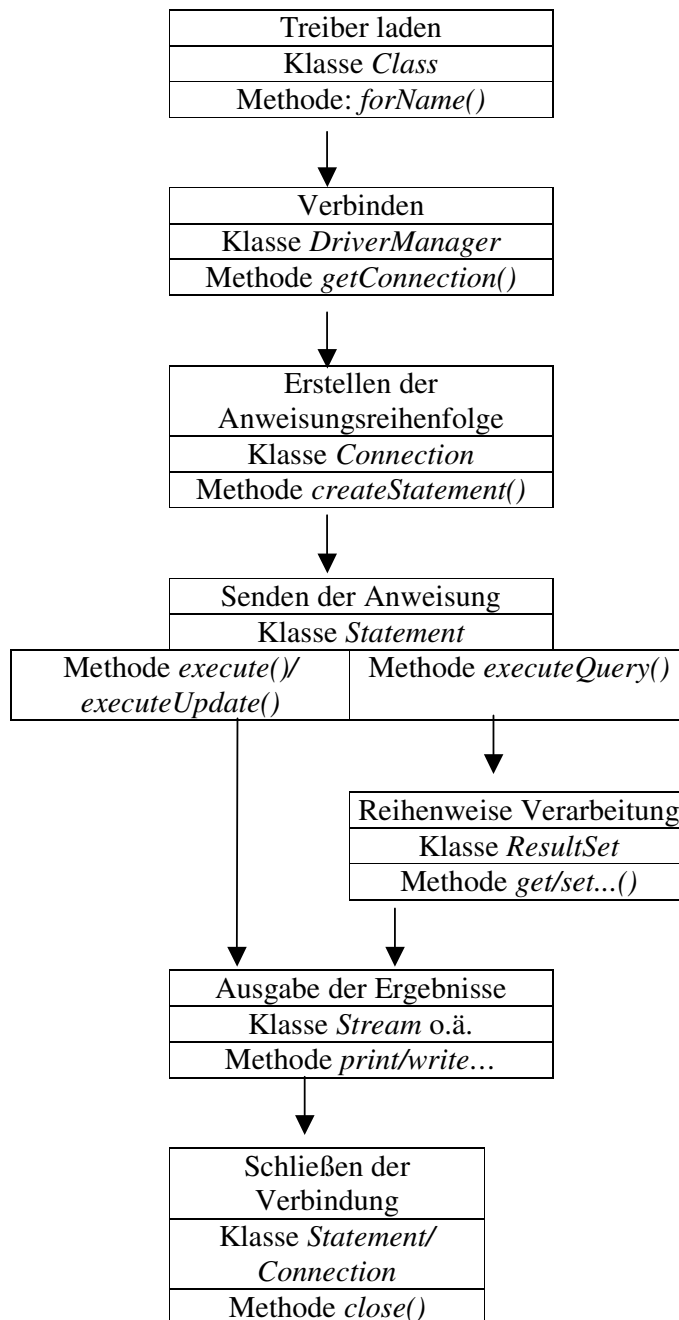 Treiber laden
Klasse Class
Methode: forName()
Verbinden
Klasse DriverManager
Methode getConnection()
Erstellen der
Anweisungsreihenfolge
Klasse Connection
Methode createStatement()
Senden der Anweisung
Klasse Statement
Methode execute()/
executeUpdate()
Methode executeQuery()
Reihenweise Verarbeitung
Klasse ResultSet
Methode get/set...()
Ausgabe der Ergebnisse
Klasse Stream o.ä.
Methode print/write…
Schließen der
Verbindung
Klasse Statement/
Connection
Methode close()